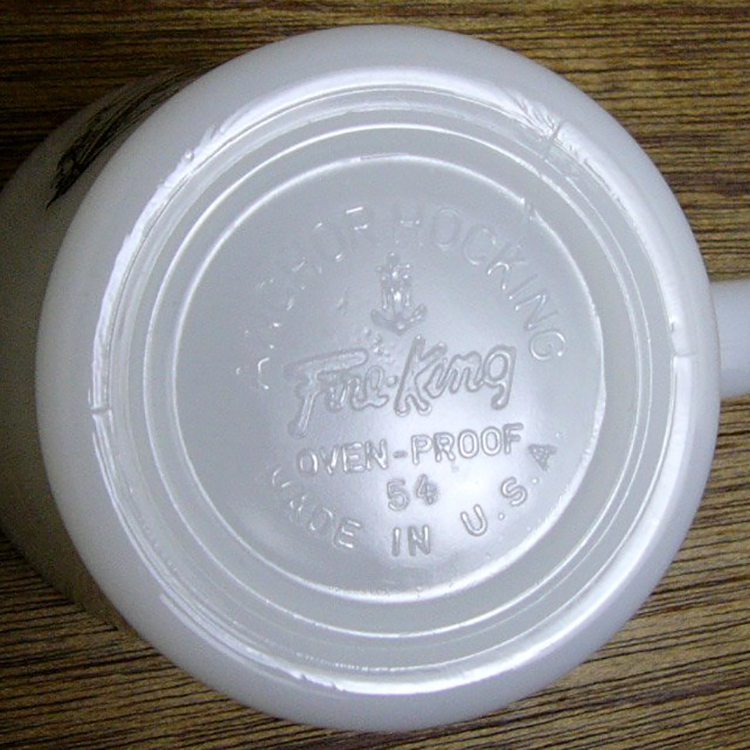 ANCHOR HOCKING
Fire-King
OVEN-PROOF
54
MADE IN U.S.A.